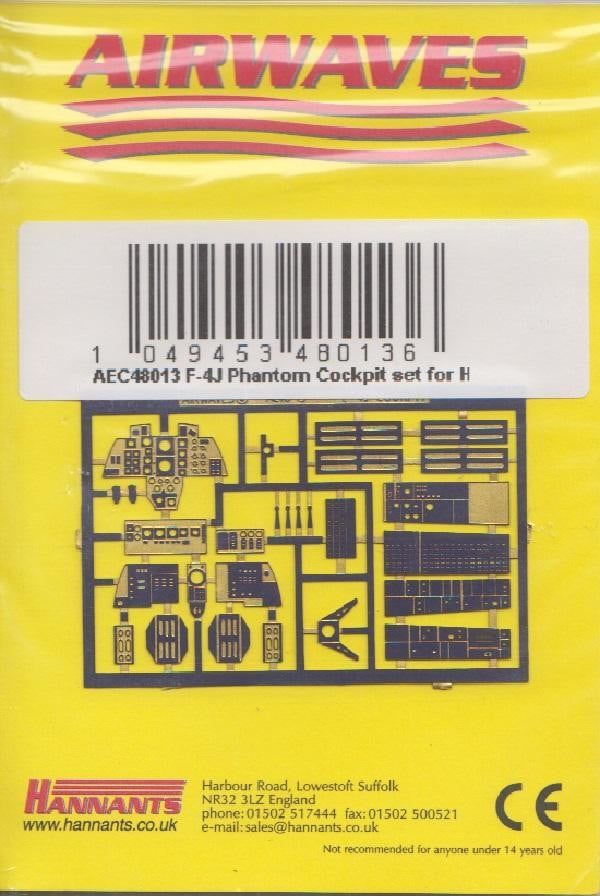 AIRWAVES
1 049453 480136
AEC48013 F-4J Phantom Cockpit set for H
HANNANTS
www.hannants.co.uk
Harbour Road, Lowestoft Suffolk
NR32 3LZ England
phone: 01502 517444 fax: 01502 500521
e-mail: sales@hannants.co.uk
CE
Not recommended for anyone under 14 years old